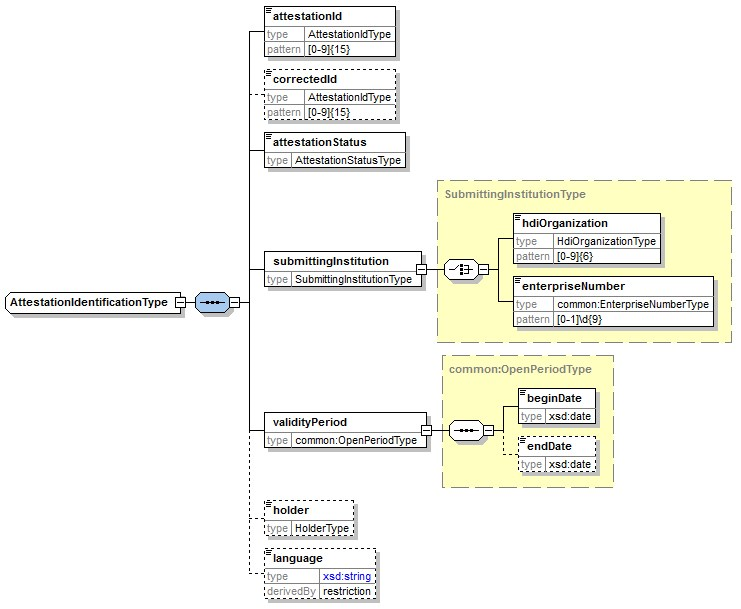 attestationId
type AttestationIdType
pattern [0-9]{15}
correctedId
type AttestationIdType
pattern [0-9]{15}
attestationStatus
type AttestationStatusType
SubmittingInstitutionType
hdiOrganization
type HdiOrganizationType
pattern [0-9]{6}
submittingInstitution
type SubmittingInstitutionType
enterpriseNumber
type common:EnterpriseNumberType
pattern [0-1]\d{9}
AttestationIdentificationType
common:OpenPeriodType
beginDate
type xsd:date
validityPeriod
type common:OpenPeriodType
endDate
type xsd:date
holder
type HolderType
language
type xsd:string
derivedBy restriction